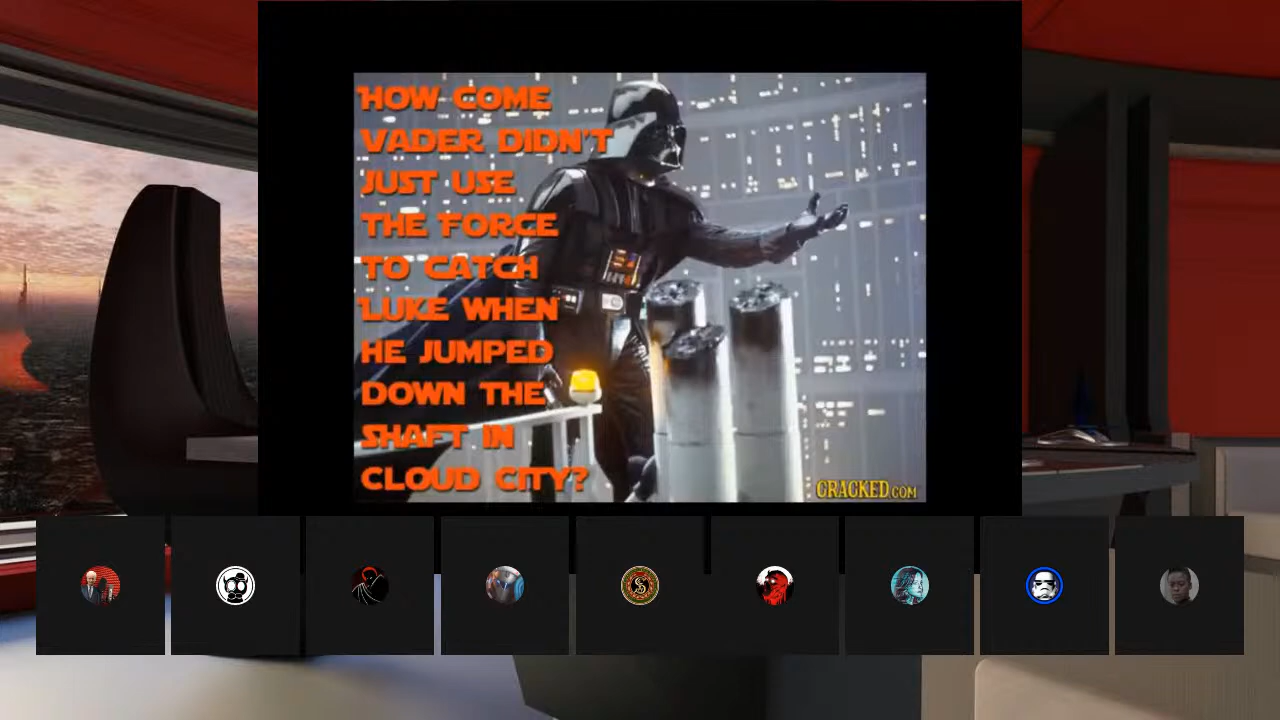 HOW COME
VADER DIDN'T
JUST USE
THE FORCE
TO CATCH
LUKE WHEN
HE JUMPED
DOWN THE
SHAFT IN
CLOUD CITY?
CRACKED.COM